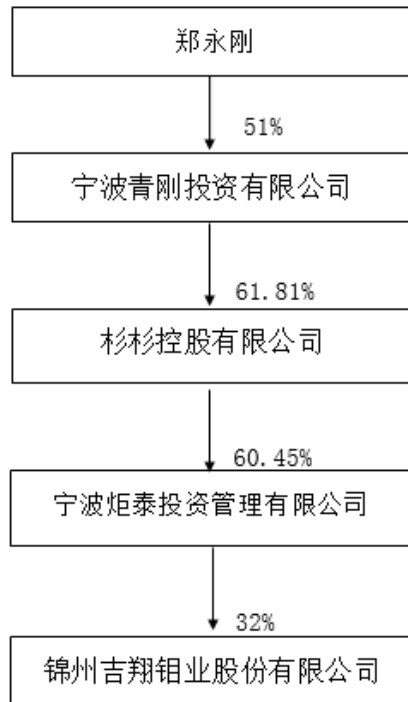 郑永刚
51%
宁波青刚投资有限公司
61.81%
杉杉控股有限公司
60.45%
宁波炬泰投资管理有限公司
32%
锦州吉翔钼业股份有限公司